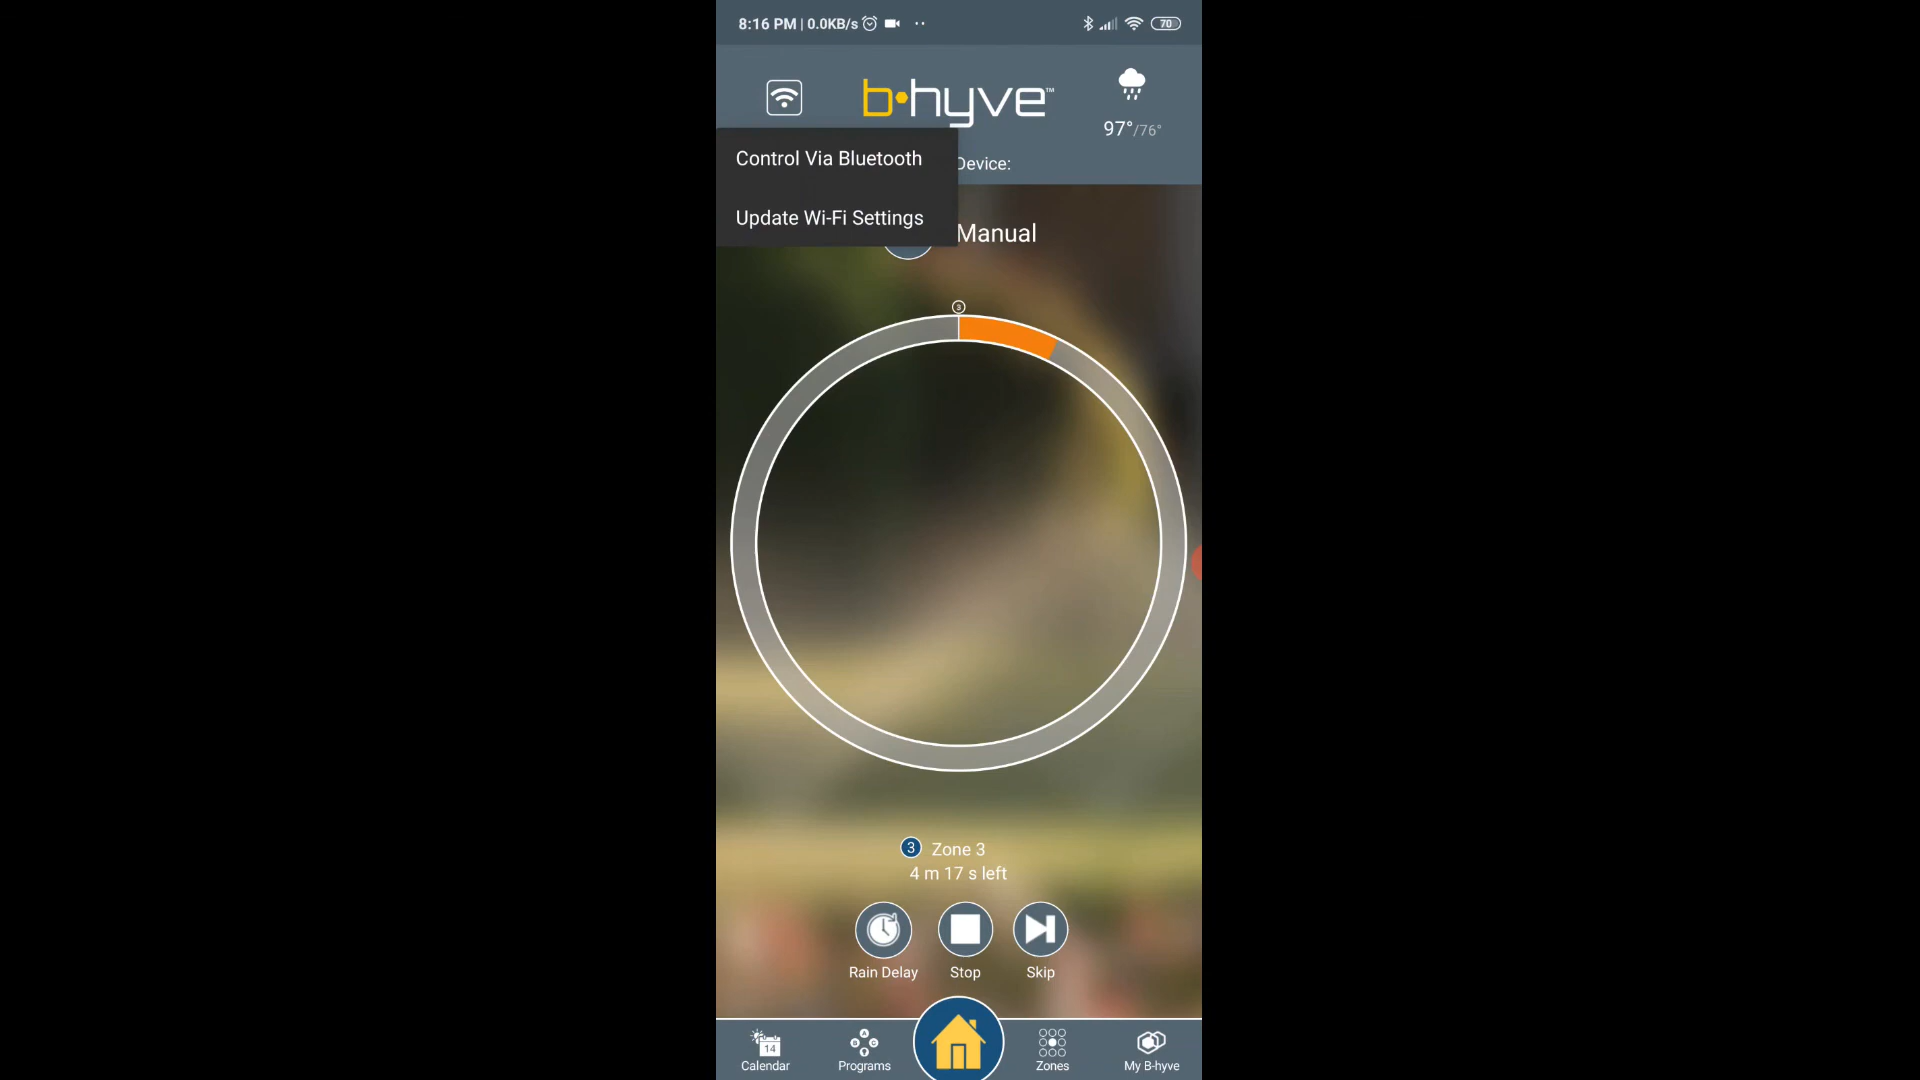 8:16 PM | 0.0KB/s
70
b·hyve™
97°/76°
Control Via Bluetooth
Device:
Update Wi-Fi Settings
Manual
3
3 Zone 3
4 m 17 s left
Rain Delay Stop Skip
14
A
B C
Calendar Programs Zones My B-hyve